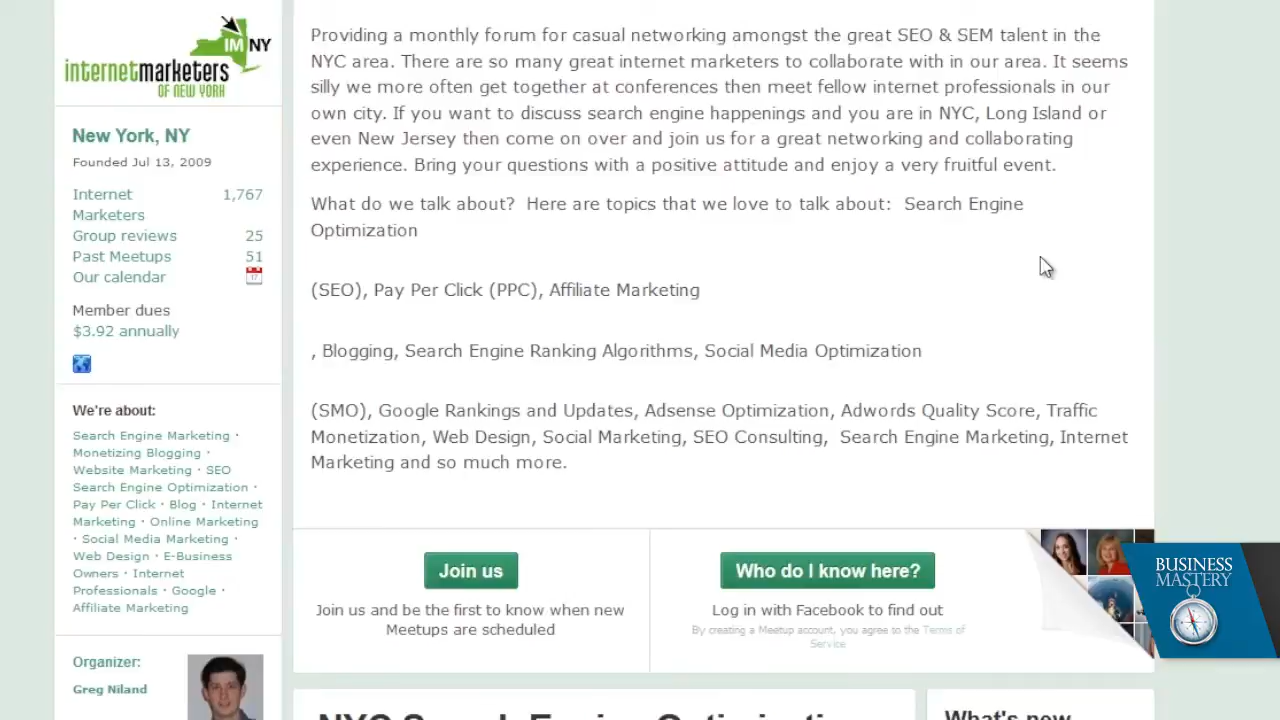 IM NY
internetmarketers
OF NEW YORK
New York, NY
Founded Jul 13, 2009
Internet Marketers 1,767
Group reviews 25
Past Meetups 51
Our calendar 17
Member dues
$3.92 annually
We're about:
Search Engine Marketing ·
Monetizing Blogging ·
Website Marketing · SEO
Search Engine Optimization ·
Pay Per Click · Blog · Internet
Marketing · Online Marketing
· Social Media Marketing ·
Web Design · E-Business
Owners · Internet
Professionals · Google ·
Affiliate Marketing
Organizer:
Greg Niland
Providing a monthly forum for casual networking amongst the great SEO & SEM talent in the
NYC area. There are so many great internet marketers to collaborate with in our area. It seems
silly we more often get together at conferences then meet fellow internet professionals in our
own city. If you want to discuss search engine happenings and you are in NYC, Long Island or
even New Jersey then come on over and join us for a great networking and collaborating
experience. Bring your questions with a positive attitude and enjoy a very fruitful event.
What do we talk about?  Here are topics that we love to talk about:  Search Engine
Optimization
(SEO), Pay Per Click (PPC), Affiliate Marketing
, Blogging, Search Engine Ranking Algorithms, Social Media Optimization
(SMO), Google Rankings and Updates, Adsense Optimization, Adwords Quality Score, Traffic
Monetization, Web Design, Social Marketing, SEO Consulting,  Search Engine Marketing, Internet
Marketing and so much more.
Join us
Join us and be the first to know when new
Meetups are scheduled
Who do I know here?
Log in with Facebook to find out
By creating a Meetup account, you agree to the Terms of
Service
BUSINESS
MASTERY
NYC Search Engine Optimization
What's new